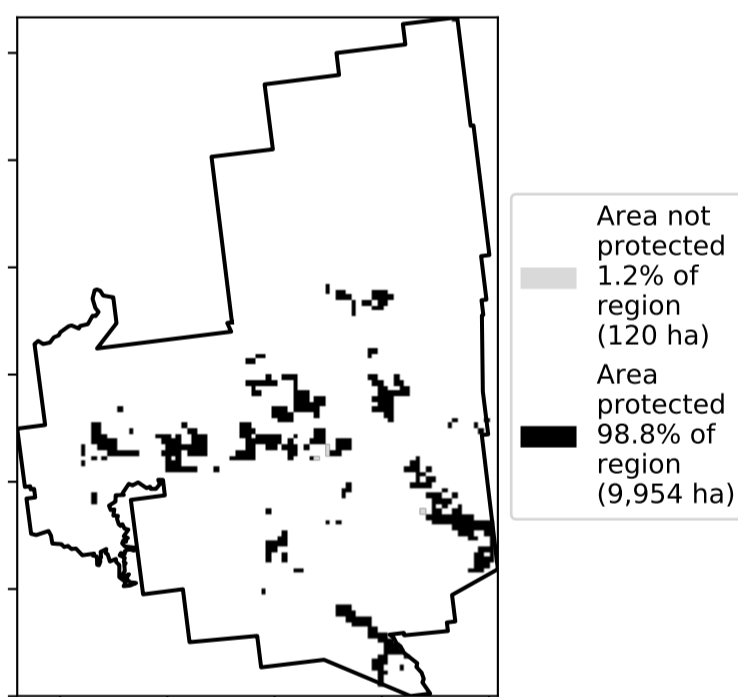 Area not
protected
1.2% of
region
(120 ha)
Area
protected
98.8% of
region
(9,954 ha)